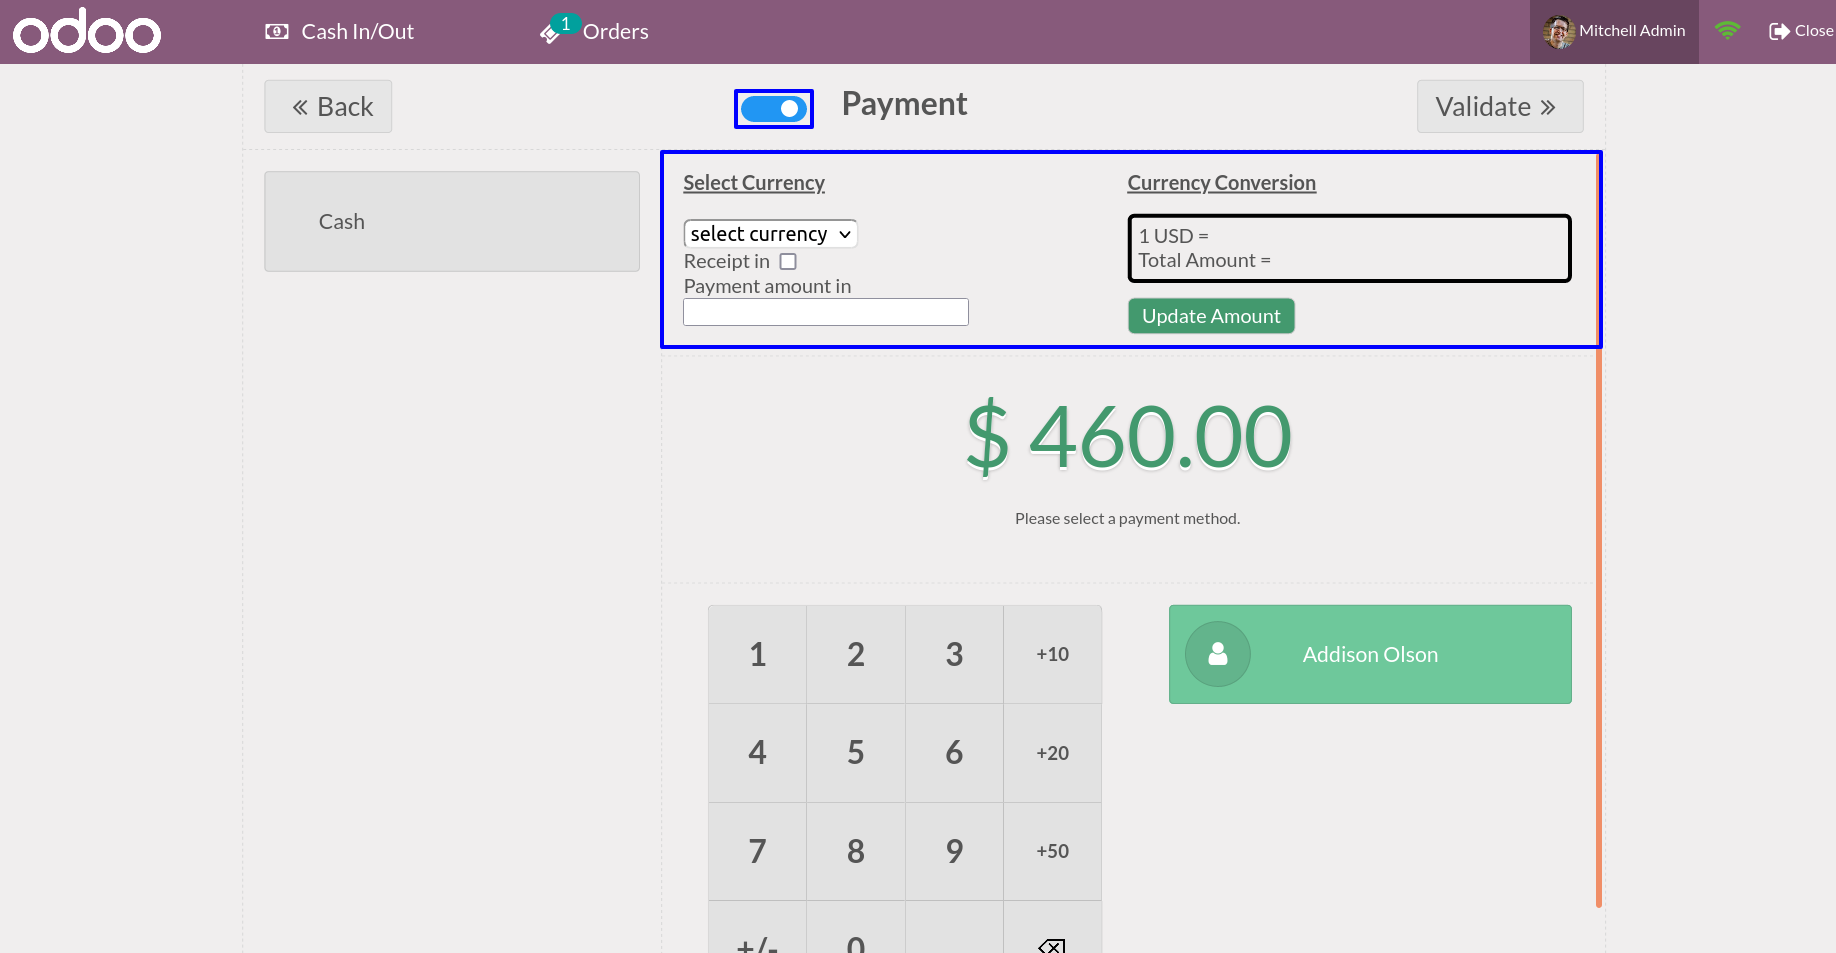 odoo
Cash In/Out
1
Orders
Mitchell Admin
Close
« Back
Payment
Validate »
Cash
Select Currency
select currency
Receipt in
Payment amount in
Currency Conversion
1 USD =
Total Amount =
Update Amount
$ 460.00
Please select a payment method.
1 2 3 +10
4 5 6 +20
7 8 9 +50
+/- 0
Addison Olson